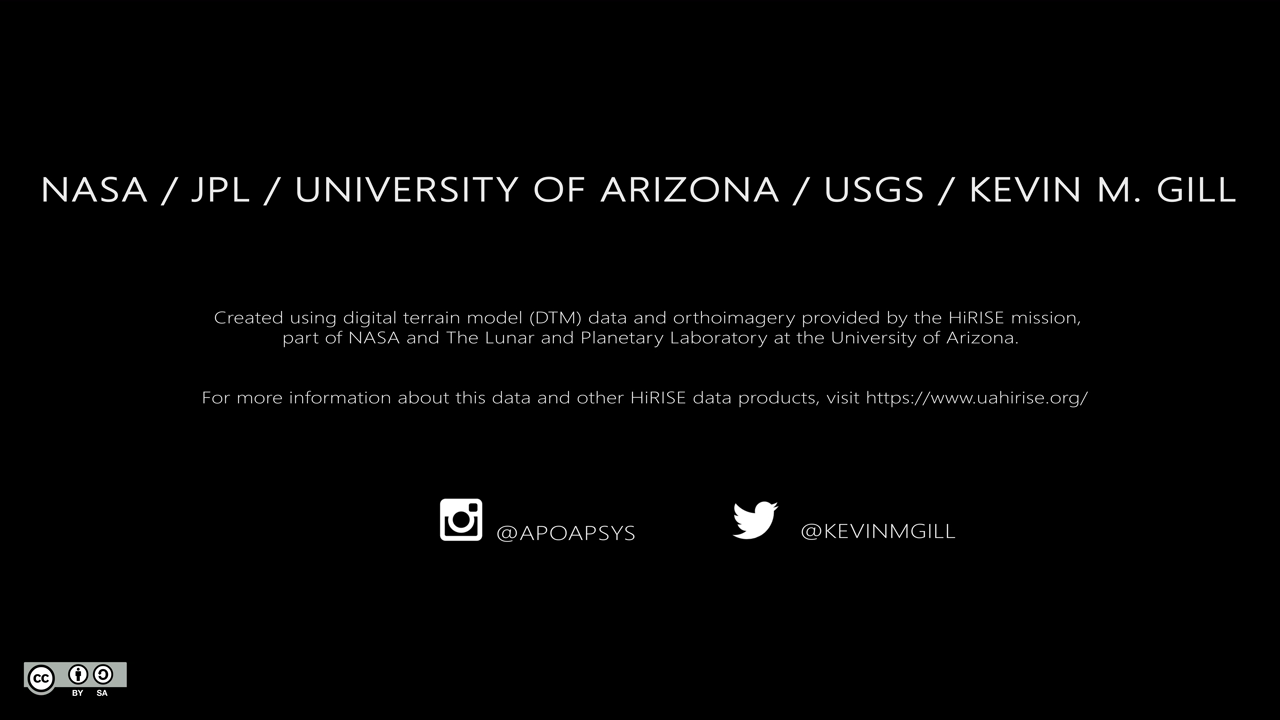 NASA / JPL / UNIVERSITY OF ARIZONA / USGS / KEVIN M. GILL
Created using digital terrain model (DTM) data and orthoimagery provided by the HiRISE mission,
part of NASA and The Lunar and Planetary Laboratory at the University of Arizona.
For more information about this data and other HiRISE data products, visit https://www.uahirise.org/
@APOAPSYS
@KEVINMGILL
cc
BY SA